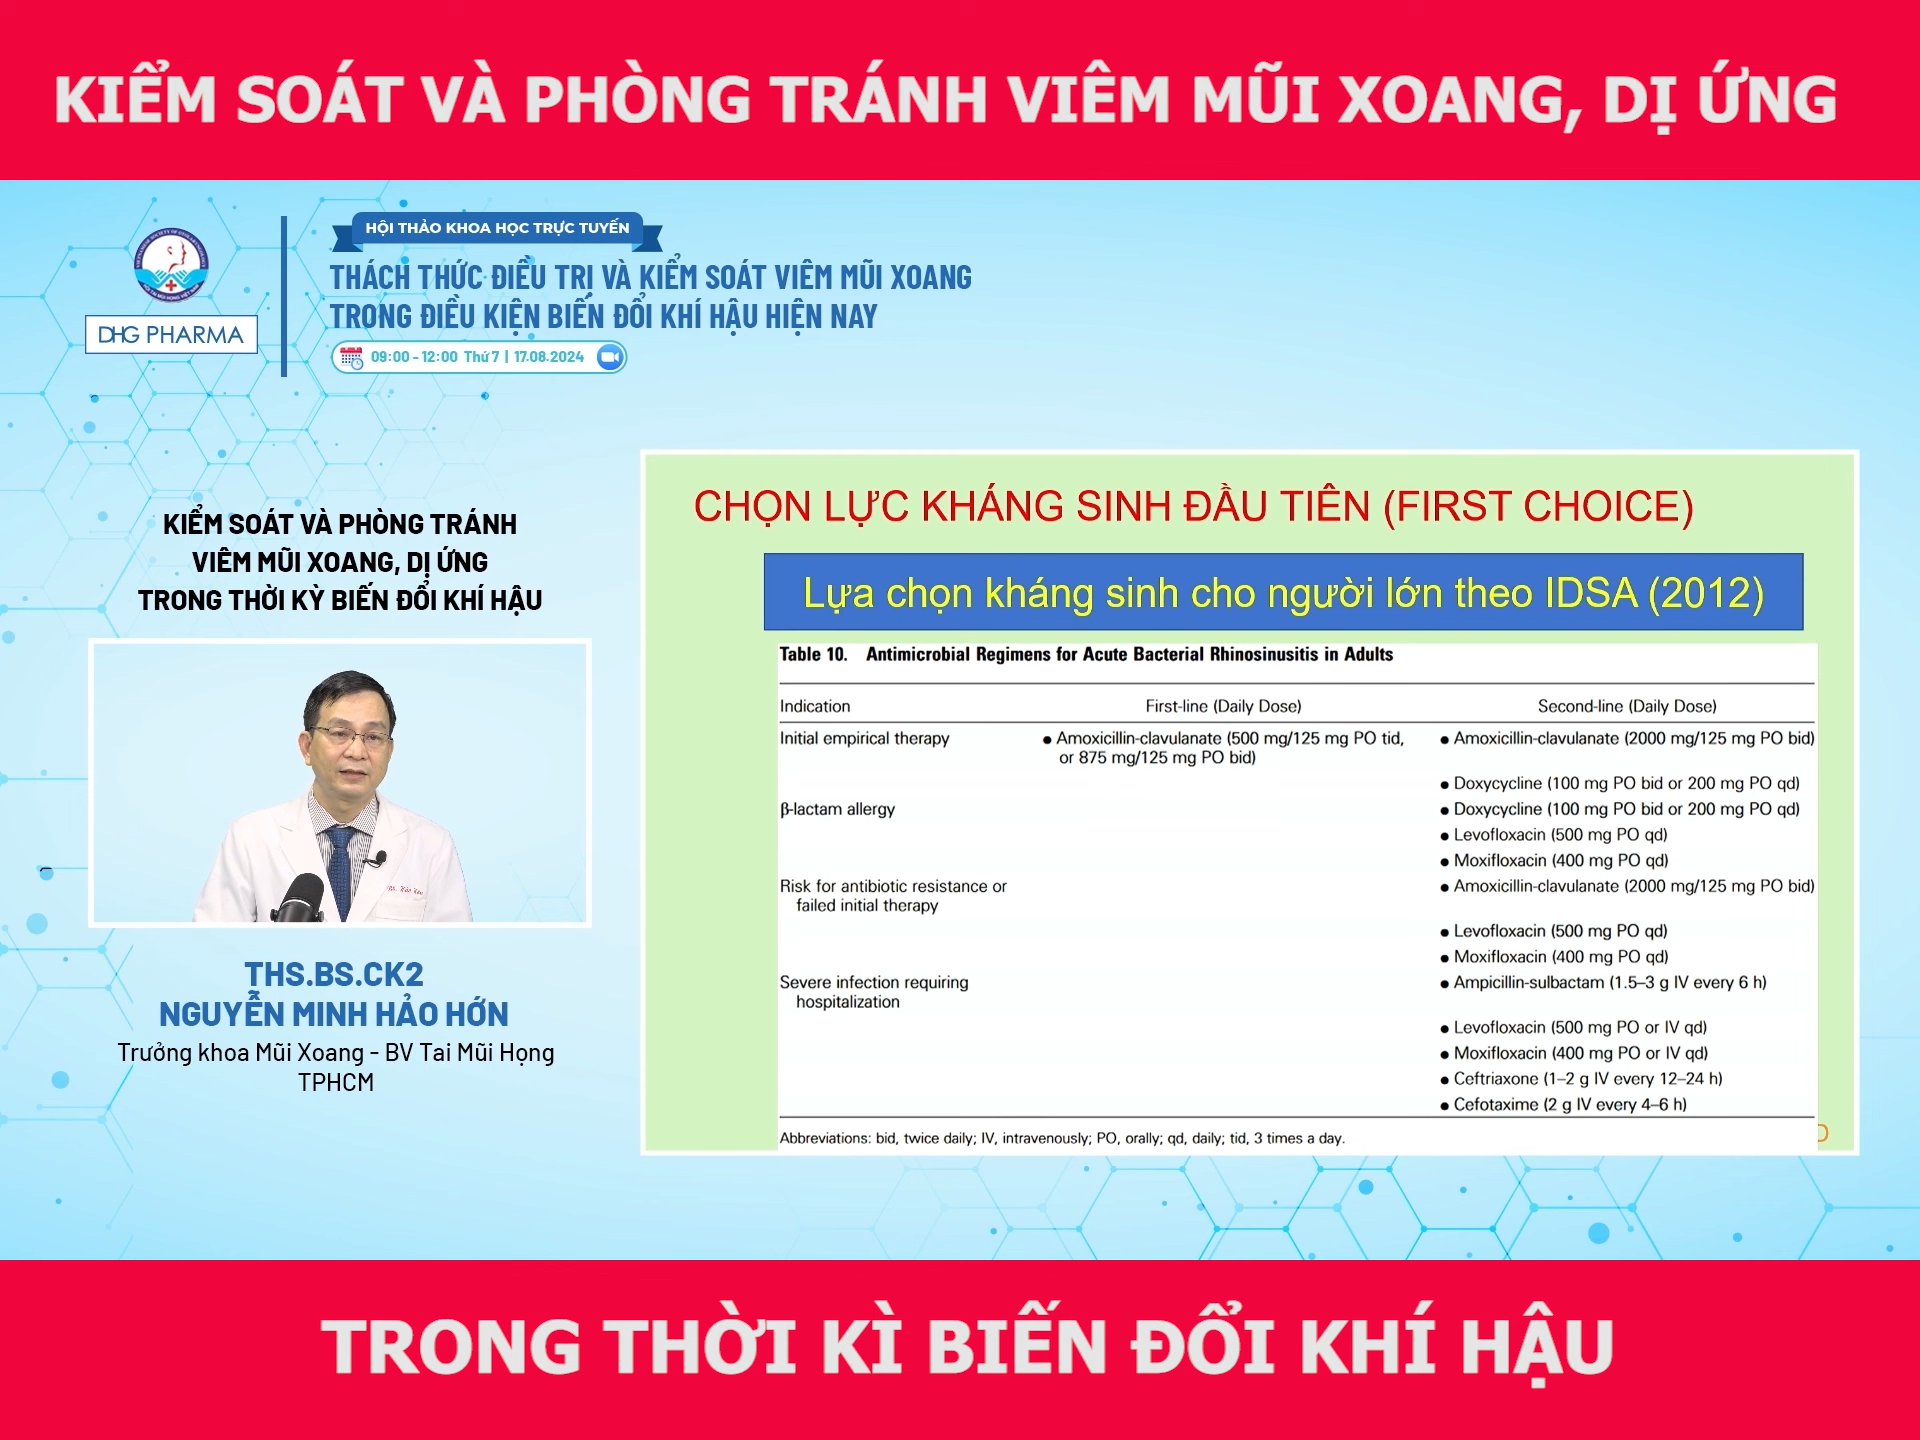 KIỂM SOÁT VÀ PHÒNG TRÁNH VIÊM MŨI XOANG, DỊ ỨNG
HỘI THẢO KHOA HỌC TRỰC TUYẾN
THÁCH THỨC ĐIỀU TRỊ VÀ KIỂM SOÁT VIÊM MŨI XOANG
TRONG ĐIỀU KIỆN BIẾN ĐỔI KHÍ HẬU HIỆN NAY
DHG PHARMA
09:00 - 12:00 Thứ 7 | 17.08.2024
KIỂM SOÁT VÀ PHÒNG TRÁNH
VIÊM MŨI XOANG, DỊ ỨNG
TRONG THỜI KỲ BIẾN ĐỔI KHÍ HẬU
THS.BS.CK2
NGUYỄN MINH HẢO HỚN
Trưởng khoa Mũi Xoang - BV Tai Mũi Họng
TPHCM
CHỌN LỰC KHÁNG SINH ĐẦU TIÊN (FIRST CHOICE)
Lựa chọn kháng sinh cho người lớn theo IDSA (2012)
Table 10. Antimicrobial Regimens for Acute Bacterial Rhinosinusitis in Adults
Indication First-line (Daily Dose) Second-line (Daily Dose)
Initial empirical therapy ● Amoxicillin-clavulanate (500 mg/125 mg PO tid, ● Amoxicillin-clavulanate (2000 mg/125 mg PO bid)
or 875 mg/125 mg PO bid)
● Doxycycline (100 mg PO bid or 200 mg PO qd)
β-lactam allergy ● Doxycycline (100 mg PO bid or 200 mg PO qd)
● Levofloxacin (500 mg PO qd)
● Moxifloxacin (400 mg PO qd)
Risk for antibiotic resistance or ● Amoxicillin-clavulanate (2000 mg/125 mg PO bid)
failed initial therapy
● Levofloxacin (500 mg PO qd)
● Moxifloxacin (400 mg PO qd)
Severe infection requiring ● Ampicillin-sulbactam (1.5–3 g IV every 6 h)
hospitalization
● Levofloxacin (500 mg PO or IV qd)
● Moxifloxacin (400 mg PO or IV qd)
● Ceftriaxone (1–2 g IV every 12–24 h)
● Cefotaxime (2 g IV every 4–6 h)
Abbreviations: bid, twice daily; IV, intravenously; PO, orally; qd, daily; tid, 3 times a day.
TRONG THỜI KÌ BIẾN ĐỔI KHÍ HẬU